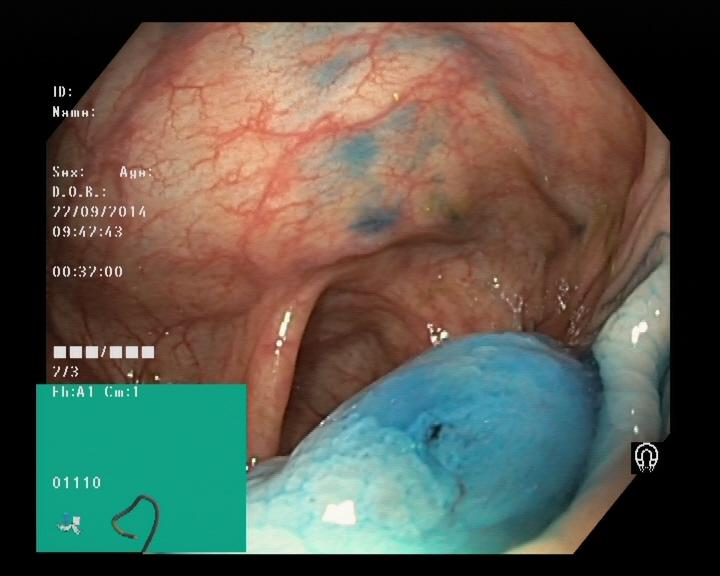 ID:
Name:
Sex: Age:
D.O.B.:
22/09/2014
09:42:43
00:32:00
■■■/■■■
2/3
Eh:A1 Cm:1
01110